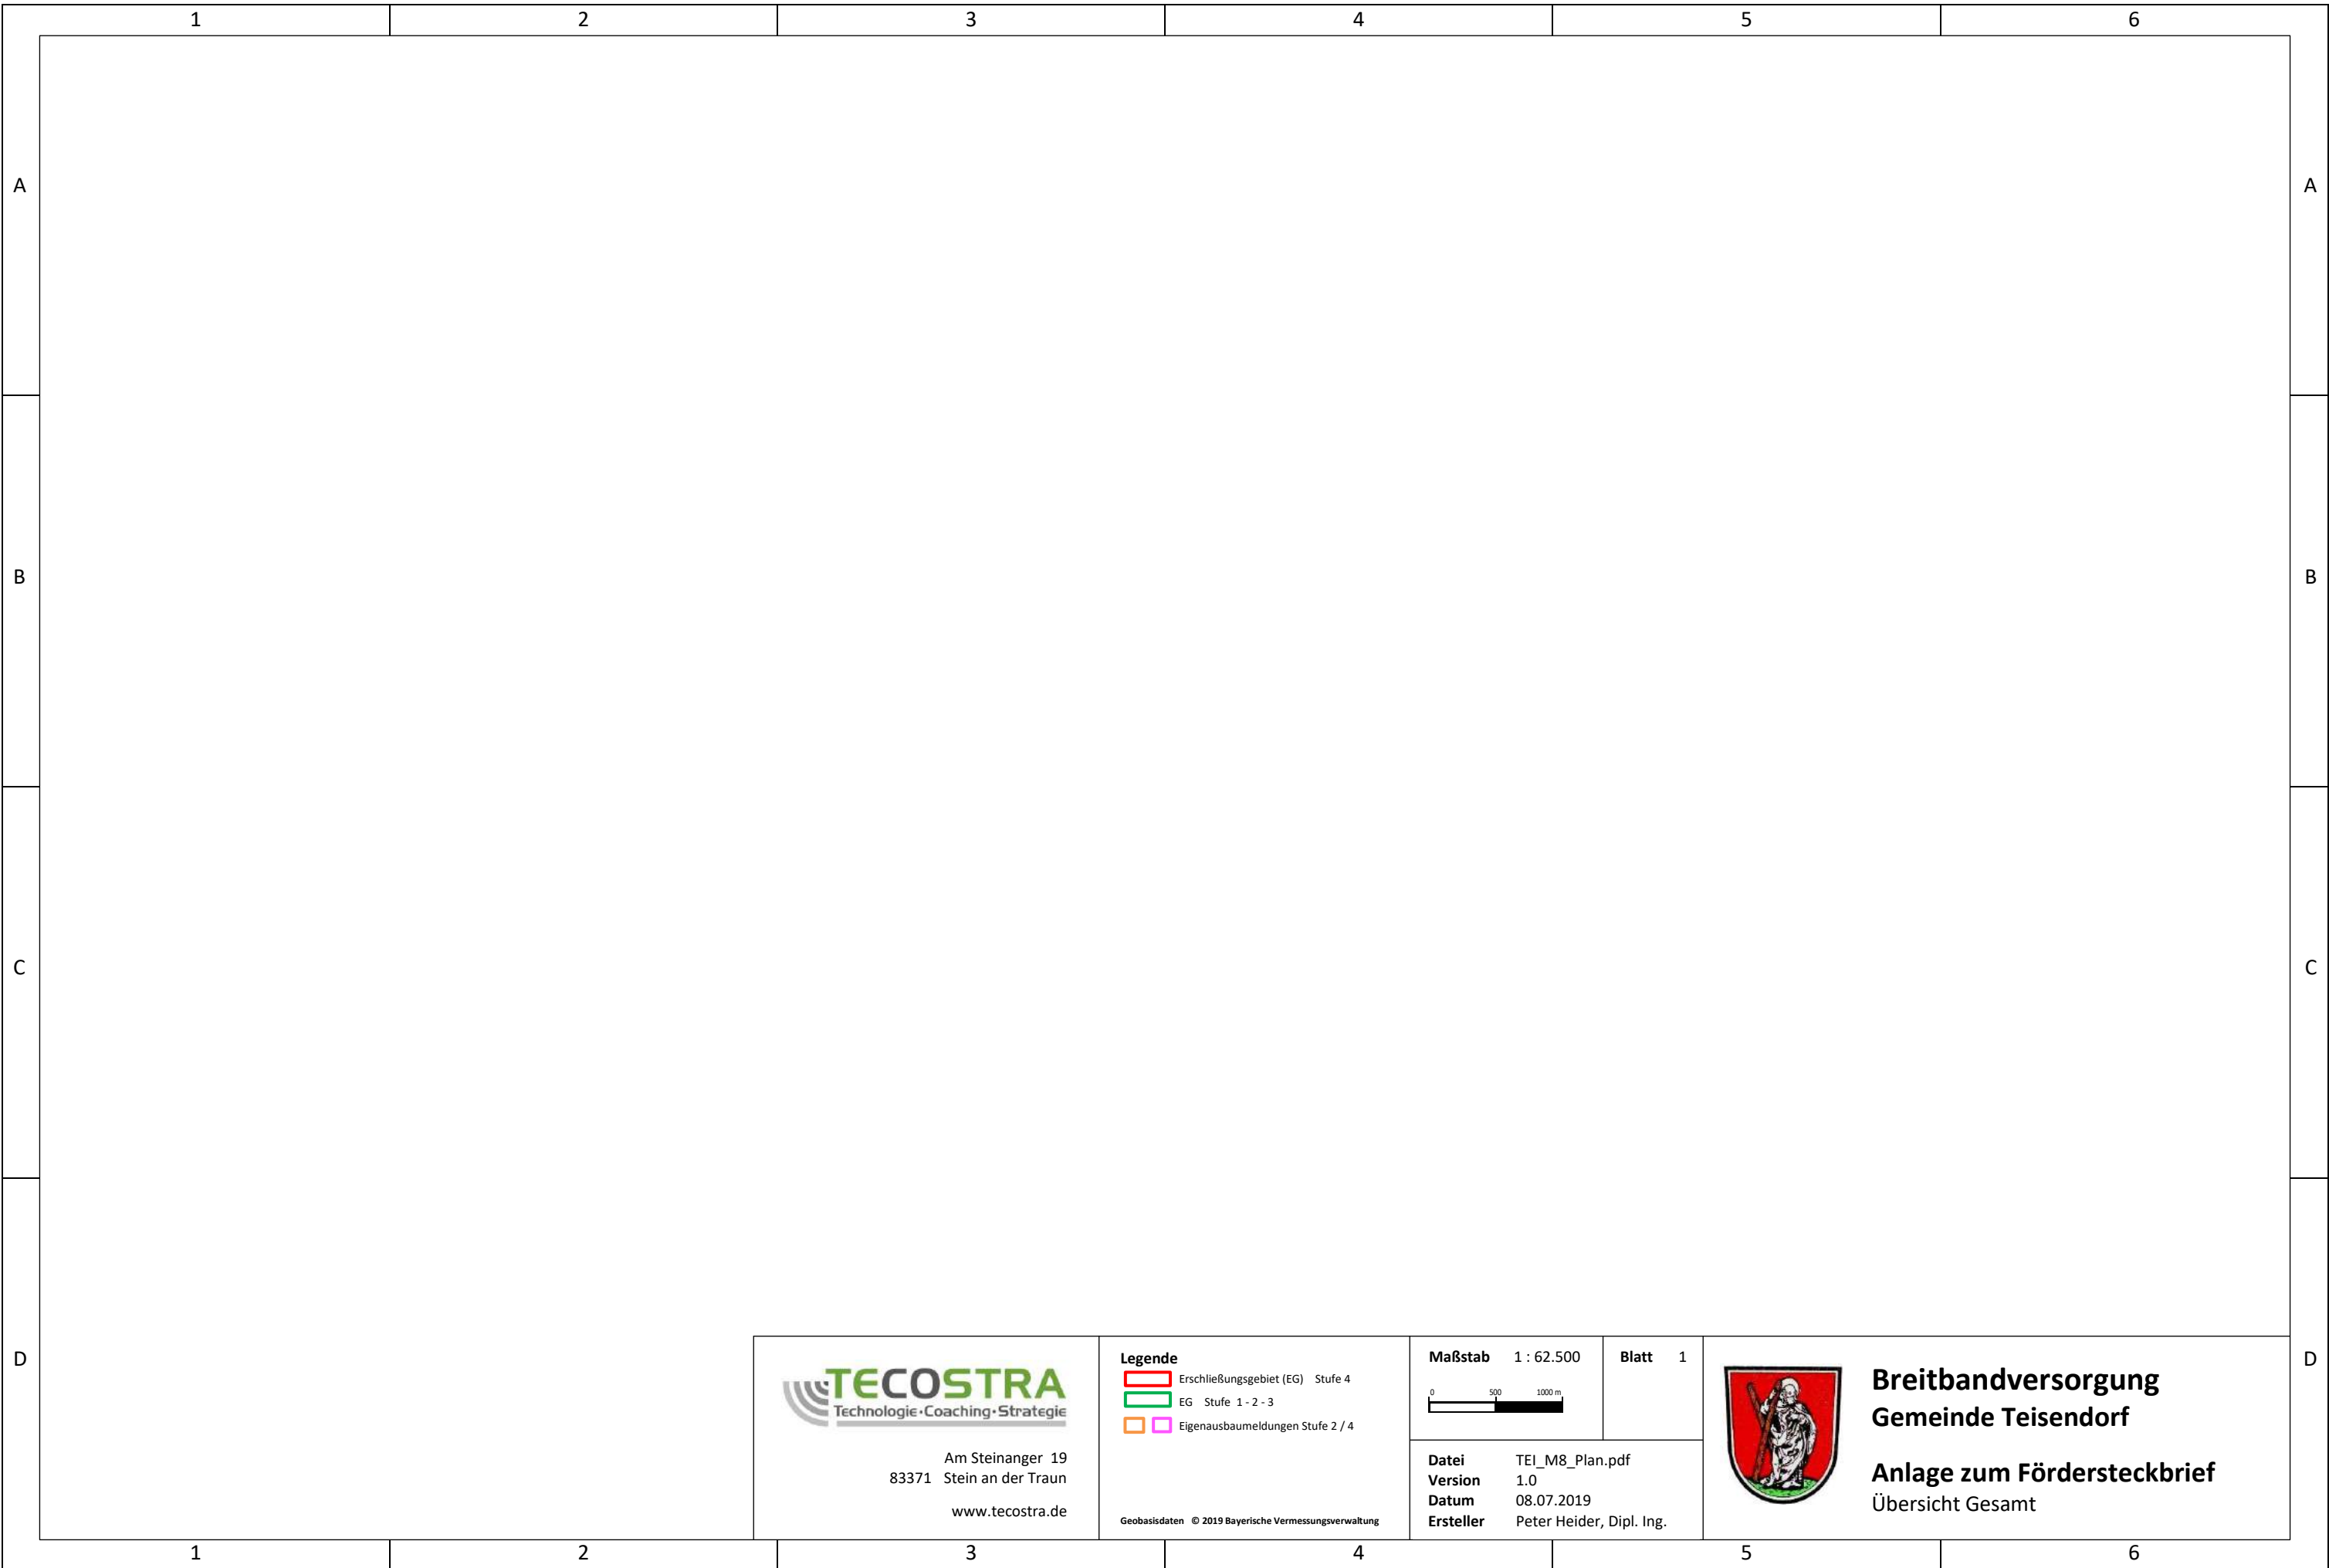 1 2 3 4 5 6
A A
B B
C C
D D
TECOSTRA
Technologie·Coaching·Strategie
Am Steinanger 19
83371 Stein an der Traun
www.tecostra.de
Legende
Erschließungsgebiet (EG) Stufe 4
EG Stufe 1 - 2 - 3
Eigenausbaumeldungen Stufe 2 / 4
Geobasisdaten © 2019 Bayerische Vermessungsverwaltung
Maßstab 1 : 62.500
Blatt 1
0 500 1000 m
Datei TEI_M8_Plan.pdf
Version 1.0
Datum 08.07.2019
Ersteller Peter Heider, Dipl. Ing.
Breitbandversorgung
Gemeinde Teisendorf
Anlage zum Fördersteckbrief
Übersicht Gesamt
1 2 3 4 5 6